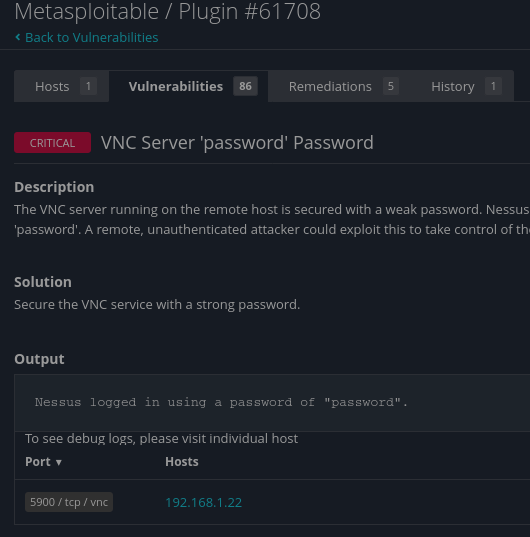 Metasploitable / Plugin #61708
‹ Back to Vulnerabilities
Hosts 1 Vulnerabilities 86 Remediations 5 History 1
CRITICAL VNC Server 'password' Password
Description
The VNC server running on the remote host is secured with a weak password. Nessus
'password'. A remote, unauthenticated attacker could exploit this to take control of
Solution
Secure the VNC service with a strong password.
Output
Nessus logged in using a password of "password".
To see debug logs, please visit individual host
Port ▼ Hosts
5900 / tcp / vnc 192.168.1.22